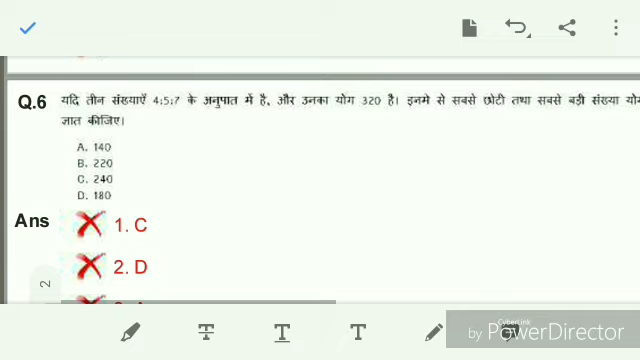 Q.6 यदि तीन संख्याएँ 4:5:7 के अनुपात में है, और उनका योग 320 है। इनमे से सबसे छोटी तथा सबसे बड़ी संख्या
ज्ञात कीजिए।
A. 140
B. 220
C. 240
D. 180
Ans 1. C
2. D
2
T T T
CyberLink
by PowerDirector